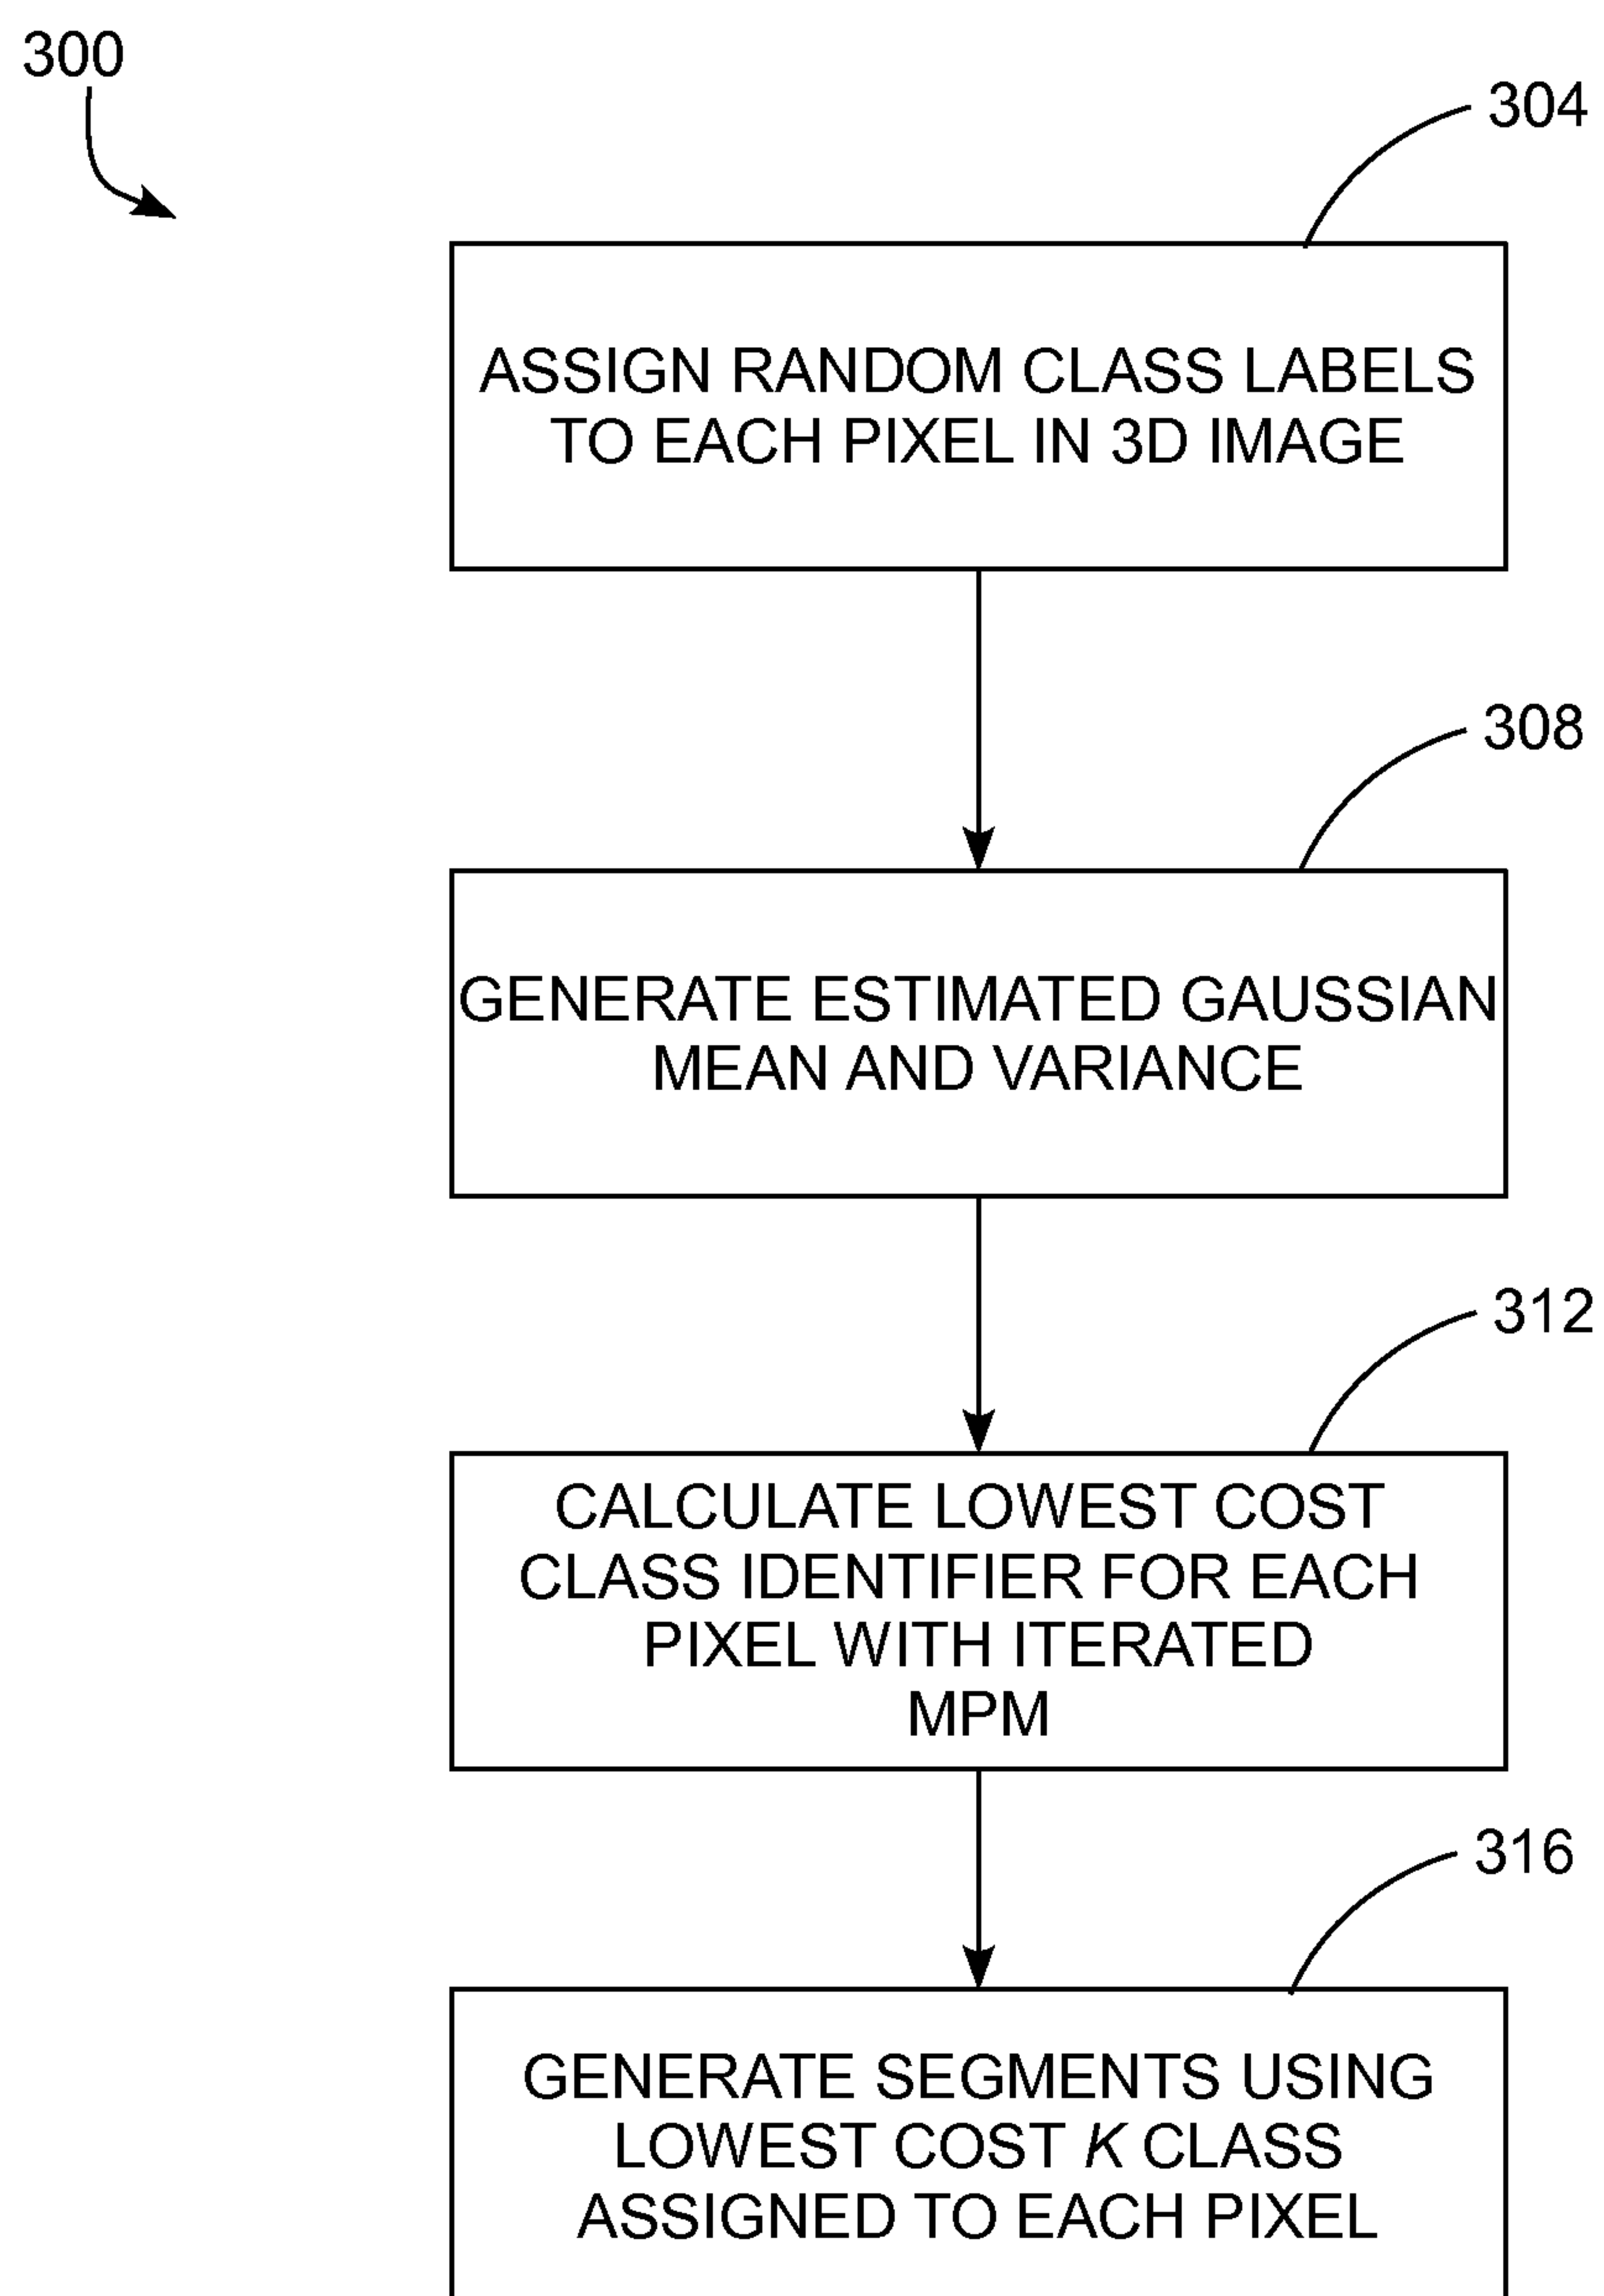 300
304
ASSIGN RANDOM CLASS LABELS
TO EACH PIXEL IN 3D IMAGE
308
GENERATE ESTIMATED GAUSSIAN
MEAN AND VARIANCE
312
CALCULATE LOWEST COST
CLASS IDENTIFIER FOR EACH
PIXEL WITH ITERATED
MPM
316
GENERATE SEGMENTS USING
LOWEST COST K CLASS
ASSIGNED TO EACH PIXEL